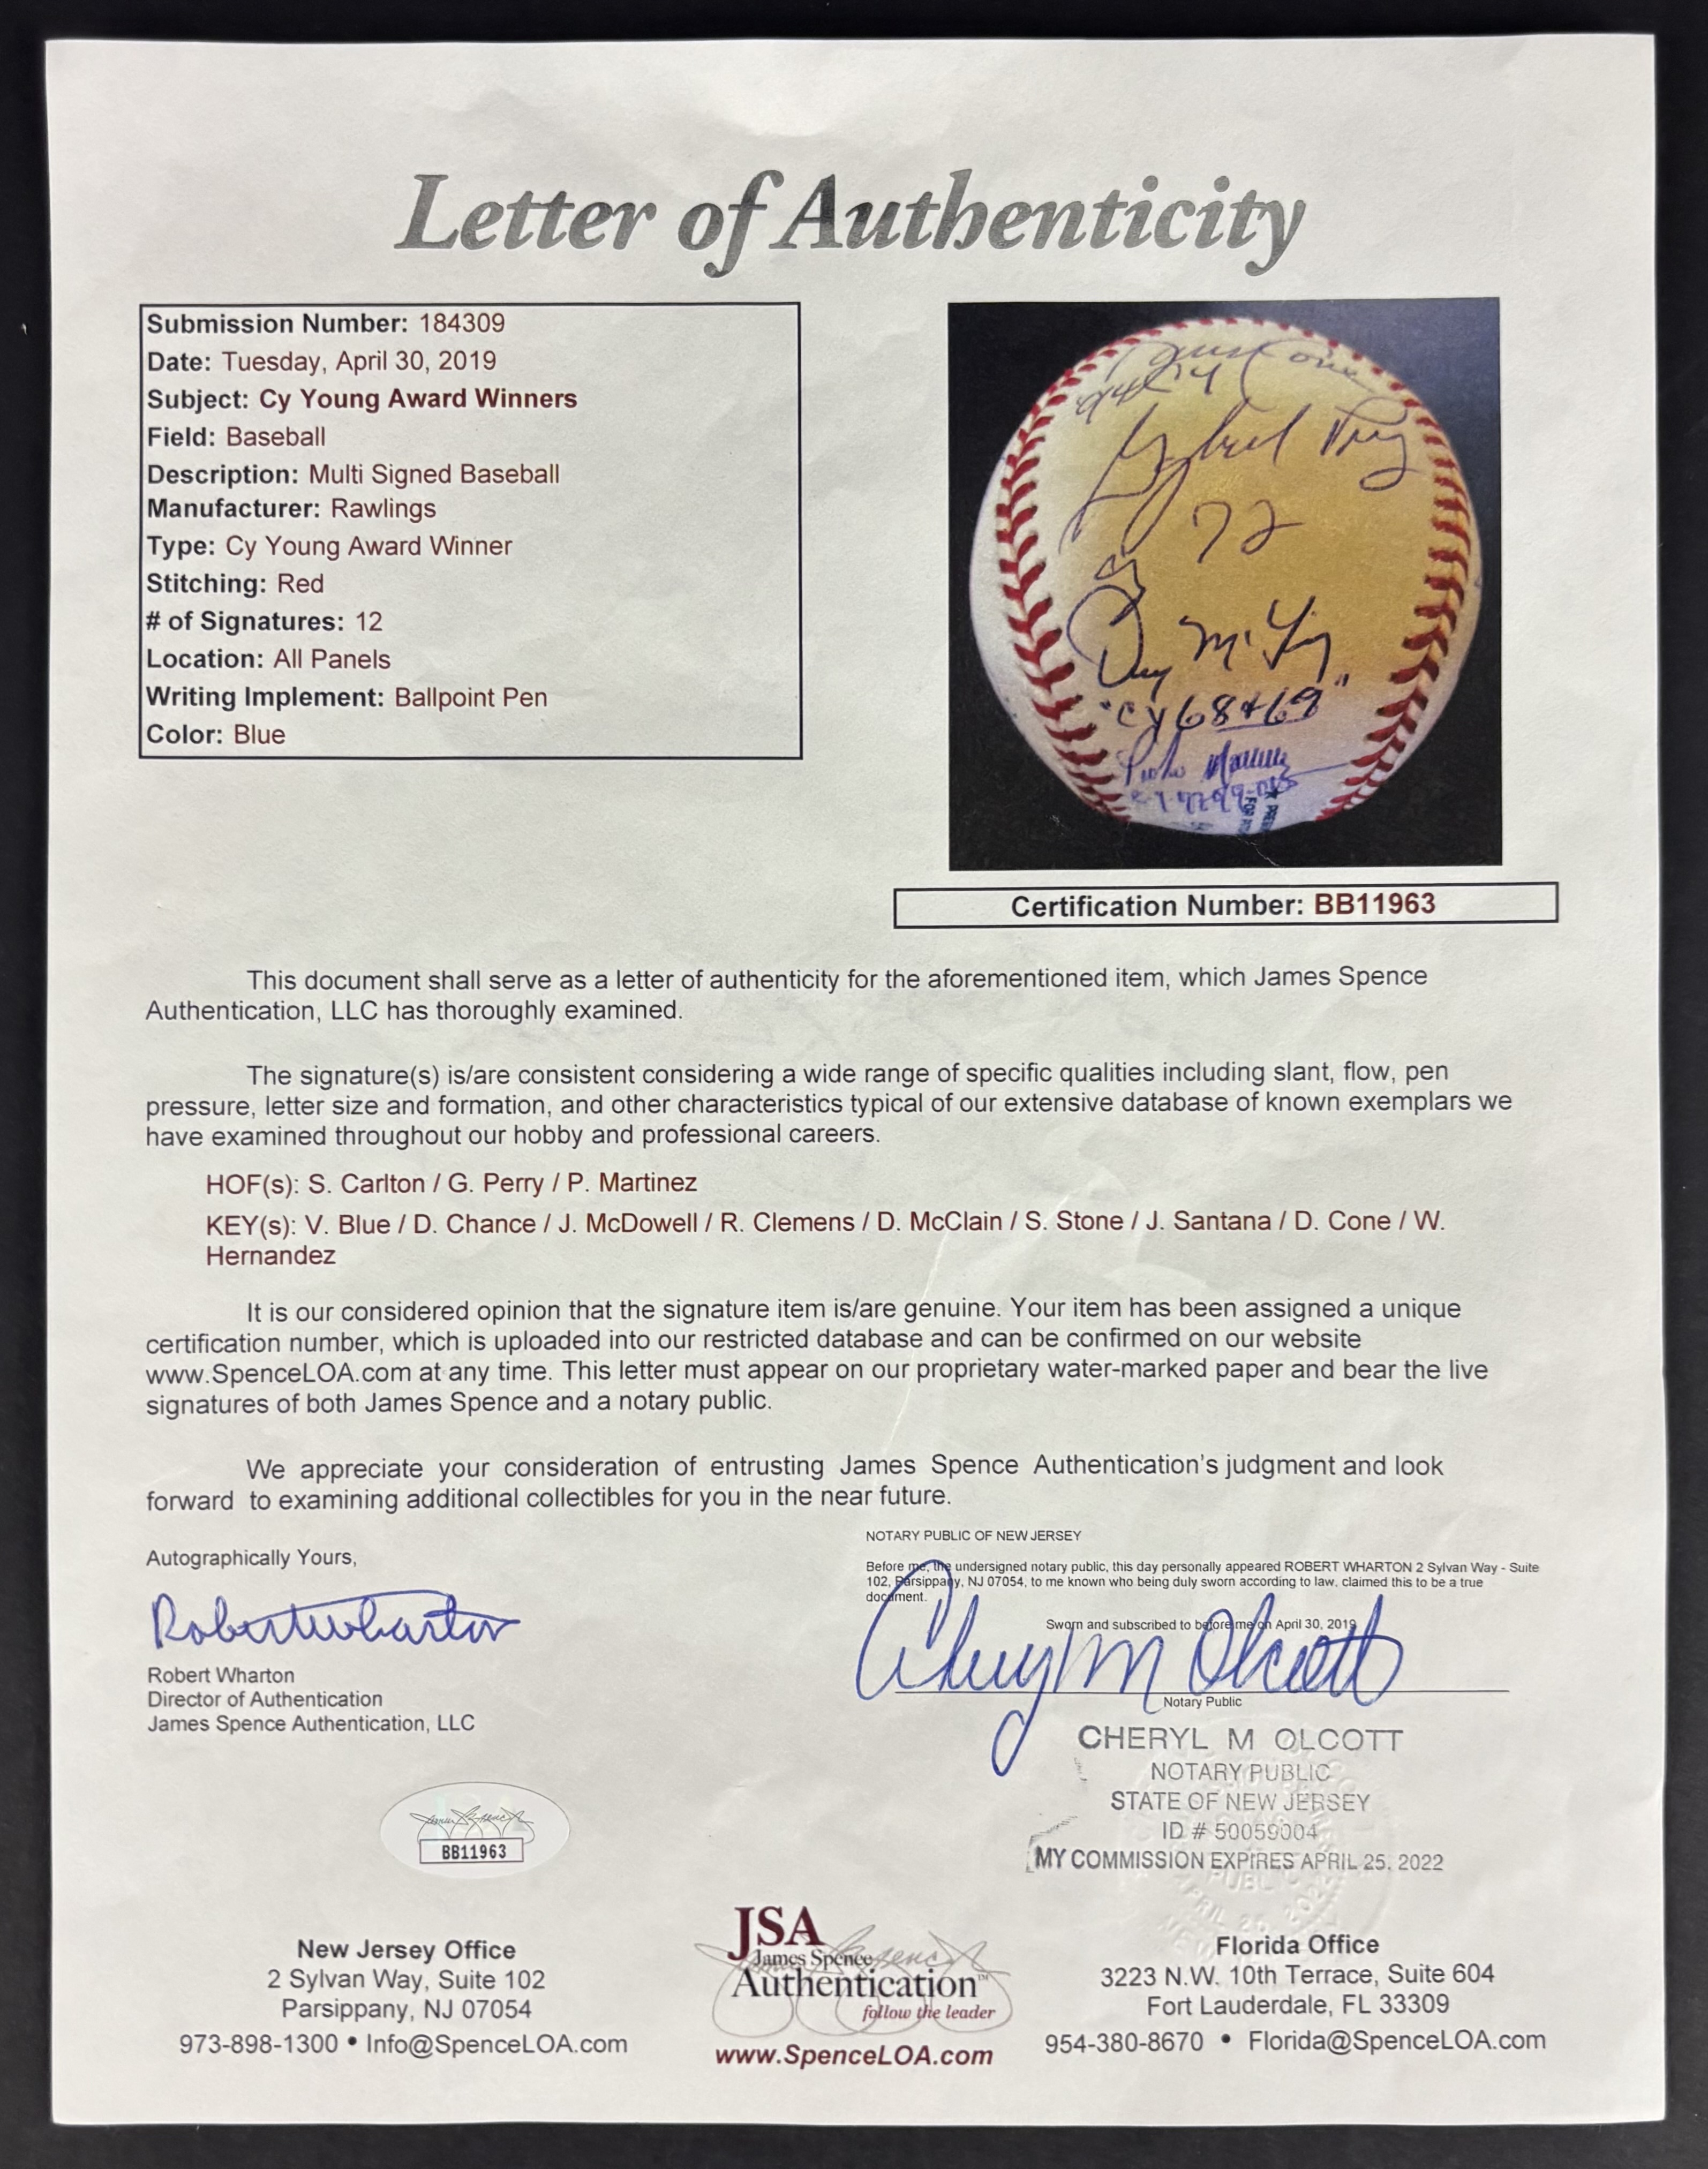 Letter of Authenticity
Submission Number: 184309
Date: Tuesday, April 30, 2019
Subject: Cy Young Award Winners
Field: Baseball
Description: Multi Signed Baseball
Manufacturer: Rawlings
Type: Cy Young Award Winner
Stitching: Red
# of Signatures: 12
Location: All Panels
Writing Implement: Ballpoint Pen
Color: Blue
Cone
Gaylord Perry
72
Cy
Denny McLain
"CY 68+69"
Pedro Martinez
Certification Number: BB11963
This document shall serve as a letter of authenticity for the aforementioned item, which James Spence
Authentication, LLC has thoroughly examined.
The signature(s) is/are consistent considering a wide range of specific qualities including slant, flow, pen
pressure, letter size and formation, and other characteristics typical of our extensive database of known exemplars we
have examined throughout our hobby and professional careers.
HOF(s): S. Carlton / G. Perry / P. Martinez
KEY(s): V. Blue / D. Chance / J. McDowell / R. Clemens / D. McClain / S. Stone / J. Santana / D. Cone / W.
Hernandez
It is our considered opinion that the signature item is/are genuine. Your item has been assigned a unique
certification number, which is uploaded into our restricted database and can be confirmed on our website
www.SpenceLOA.com at any time. This letter must appear on our proprietary water-marked paper and bear the live
signatures of both James Spence and a notary public.
We appreciate your consideration of entrusting James Spence Authentication's judgment and look
forward to examining additional collectibles for you in the near future.
Autographically Yours,
Robert Wharton
Robert Wharton
Director of Authentication
James Spence Authentication, LLC
NOTARY PUBLIC OF NEW JERSEY
Before me, the undersigned notary public, this day personally appeared ROBERT WHARTON 2 Sylvan Way - Suite
102, Parsippany, NJ 07054, to me known who being duly sworn according to law, claimed this to be a true
document.
Sworn and subscribed to before me on April 30, 2019
Cheryl M Olcott
Notary Public
CHERYL M OLCOTT
NOTARY PUBLIC
STATE OF NEW JERSEY
ID # 50059004
MY COMMISSION EXPIRES APRIL 25, 2022
JSA
James Spence
BB11963
New Jersey Office
2 Sylvan Way, Suite 102
Parsippany, NJ 07054
973-898-1300 • Info@SpenceLOA.com
JSA
James Spence
Authentication™
follow the leader
www.SpenceLOA.com
Florida Office
3223 N.W. 10th Terrace, Suite 604
Fort Lauderdale, FL 33309
954-380-8670 • Florida@SpenceLOA.com